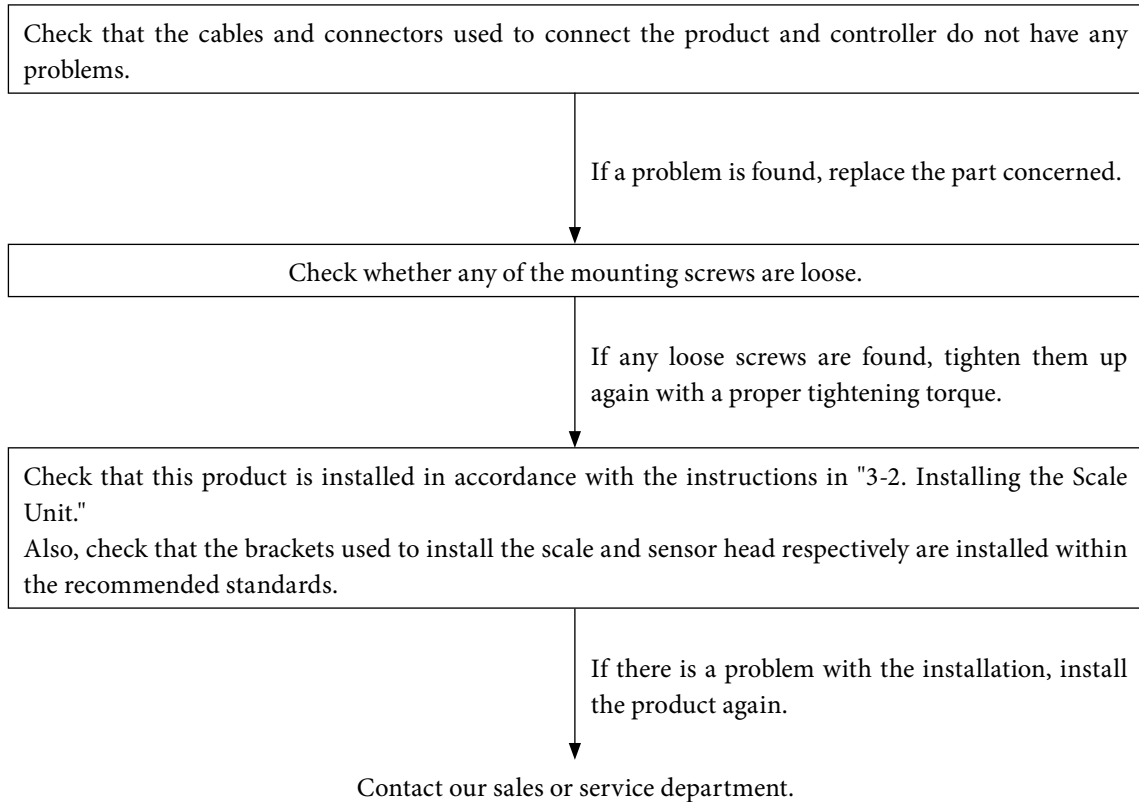 Check that the cables and connectors used to connect the product and controller do not have any
problems.
If a problem is found, replace the part concerned.
Check whether any of the mounting screws are loose.
If any loose screws are found, tighten them up
again with a proper tightening torque.
Check that this product is installed in accordance with the instructions in "3-2. Installing the Scale
Unit."
Also, check that the brackets used to install the scale and sensor head respectively are installed within
the recommended standards.
If there is a problem with the installation, install
the product again.
Contact our sales or service department.